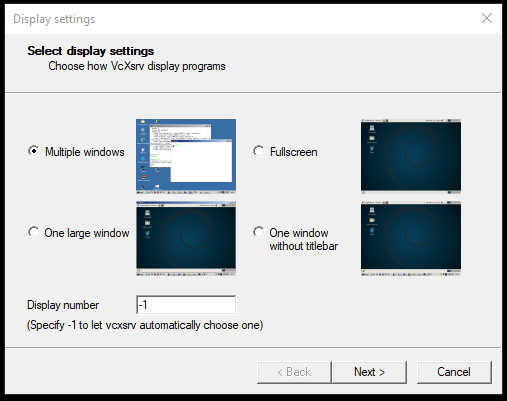 Display settings
Select display settings
Choose how VcXsrv display programs
Multiple windows
Fullscreen
One large window
One window
without titlebar
Display number
-1
(Specify -1 to let vcxsrv automatically choose one)
< Back
Next >
Cancel